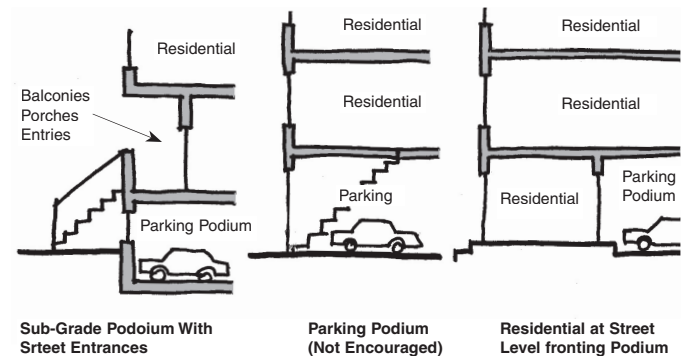 Residential
Balconies
Porches
Entries
Parking Podium
Sub-Grade Podoium With
Srteet Entrances
Residential
Residential
Parking
Parking Podium
(Not Encouraged)
Residential
Residential
Residential
Parking
Podium
Residential at Street
Level fronting Podium